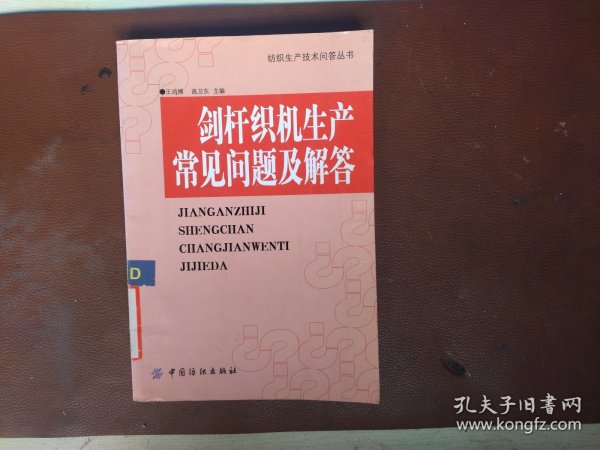 纺织生产技术问答丛书
●王鸿博 高卫东 主编
剑杆织机生产
常见问题及解答
JIANGANZHIJI
SHENGCHAN
CHANGJIANWENTI
JIJIEDA
D
中国纺织出版社
孔夫子旧书网
www.kongfz.com